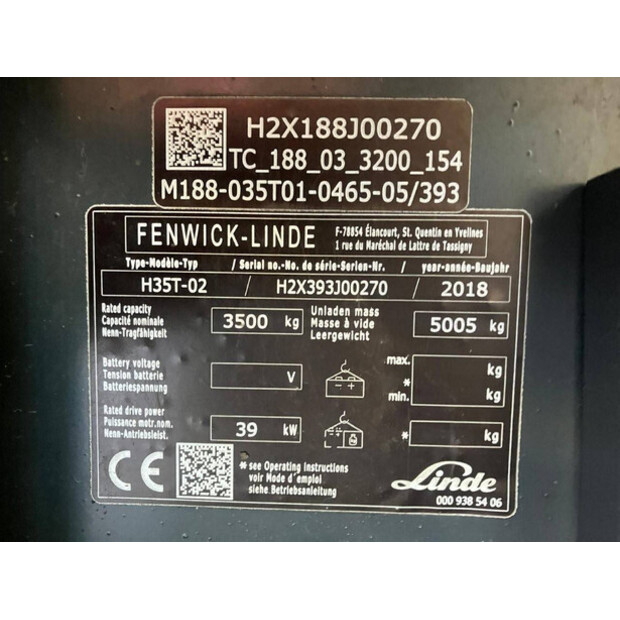 H2X188J00270
TC_188_03_3200_154
M188-035T01-0465-05/393
FENWICK-LINDE
F-78854 Élancourt, St. Quentin en Yvelines
1 rue du Maréchal de Lattre de Tassigny
Type-Modèle-Typ / Serial no.-No. de série-Serien-Nr. / year-année-Baujahr
H35T-02 / H2X393J00270 / 2018
Rated capacity
Capacité nominale
Nenn-Tragfähigkeit
3500 kg
Unladen mass
Masse à vide
Leergewicht
5005 kg
Battery voltage
Tension batterie
Batteriespannung
V
max. kg
*
min. kg
Rated drive power
Puissance motr.nom.
Nenn-Antriebsleist.
39 kW
* kg
CE
* see Operating instructions
voir Mode d'emploi
siehe Betriebsanleitung
Linde
000 938 54 06